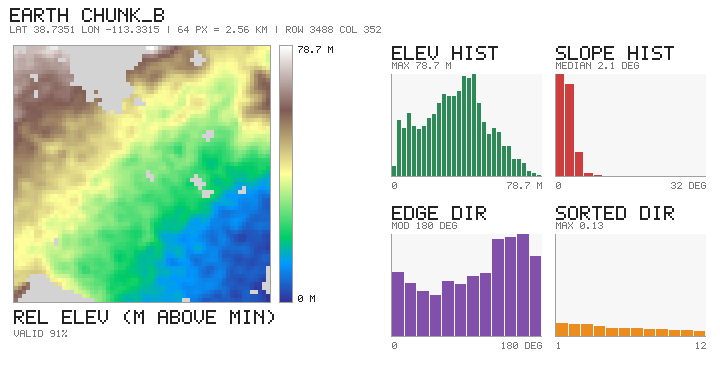 EARTH CHUNK_B
LAT 38.7351 LON -113.3315 | 64 PX = 2.56 KM | ROW 3488 COL 352
78.7 M
0 M
REL ELEV (M ABOVE MIN)
VALID 91%
ELEV HIST
MAX 78.7 M
0 78.7 M
SLOPE HIST
MEDIAN 2.1 DEG
0 32 DEG
EDGE DIR
MOD 180 DEG
0 180 DEG
SORTED DIR
MAX 0.13
1 12